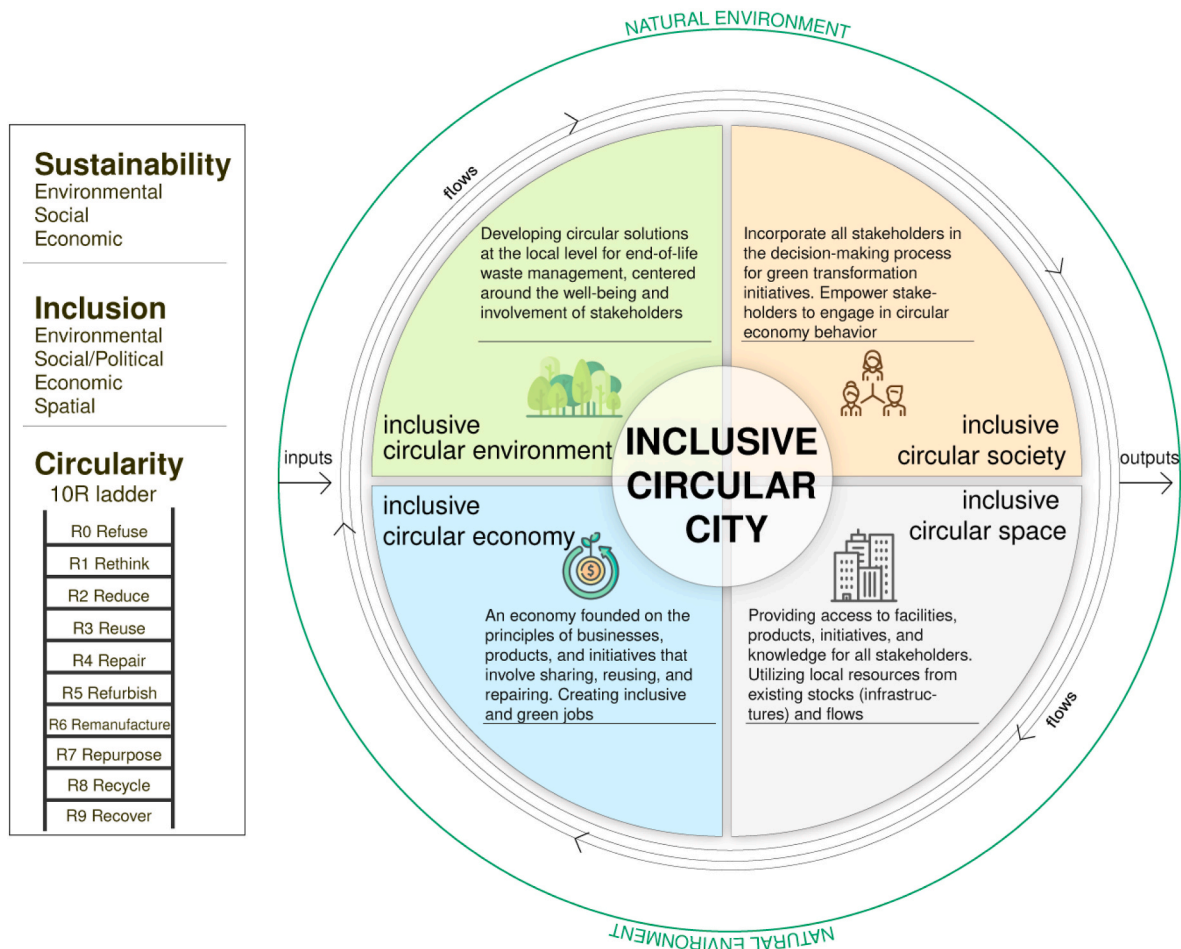 NATURAL ENVIRONMENT
Sustainability
Environmental
Social
Economic
Inclusion
Environmental
Social/Political
Economic
Spatial
Circularity
10R ladder
R0 Refuse
R1 Rethink
R2 Reduce
R3 Reuse
R4 Repair
R5 Refurbish
R6 Remanufacture
R7 Repurpose
R8 Recycle
R9 Recover
flows
inputs
Developing circular solutions
at the local level for end-of-life
waste management, centered
around the well-being and
involvement of stakeholders
inclusive
circular environment
Incorporate all stakeholders in
the decision-making process
for green transformation
initiatives. Empower stake-
holders to engage in circular
economy behavior
inclusive
circular society
INCLUSIVE
CIRCULAR
CITY
outputs
inclusive
circular economy
$
An economy founded on the
principles of businesses,
products, and initiatives that
involve sharing, reusing, and
repairing. Creating inclusive
and green jobs
inclusive
circular space
Providing access to facilities,
products, initiatives, and
knowledge for all stakeholders.
Utilizing local resources from
existing stocks (infrastruc-
tures) and flows
flows
NATURAL ENVIRONMENT